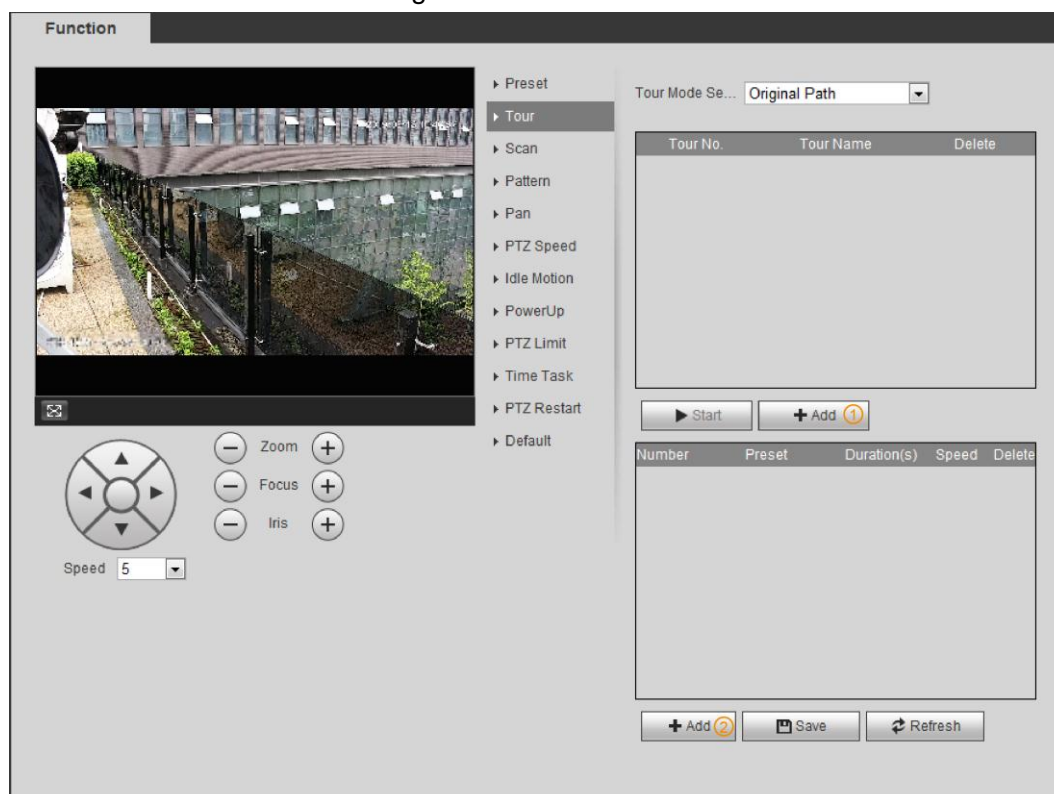 Function
Preset
Tour
Scan
Pattern
Pan
PTZ Speed
Idle Motion
PowerUp
PTZ Limit
Time Task
PTZ Restart
Default
Zoom
Focus
Iris
Speed 5
Tour Mode Se... Original Path
Tour No. Tour Name Delete
Start + Add 1
Number Preset Duration(s) Speed Delete
+ Add 2 Save Refresh